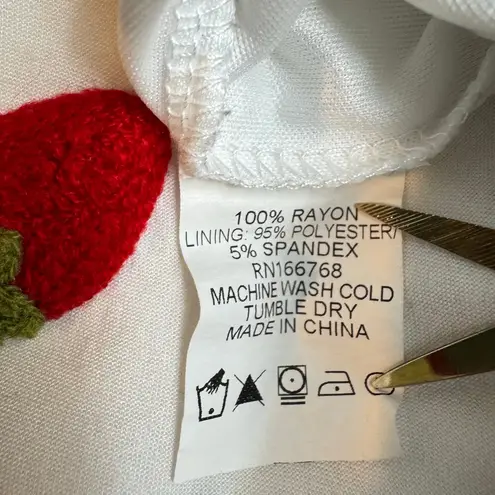 100% RAYON
LINING: 95% POLYESTER/
5% SPANDEX
RN166768
MACHINE WASH COLD
TUMBLE DRY
MADE IN CHINA